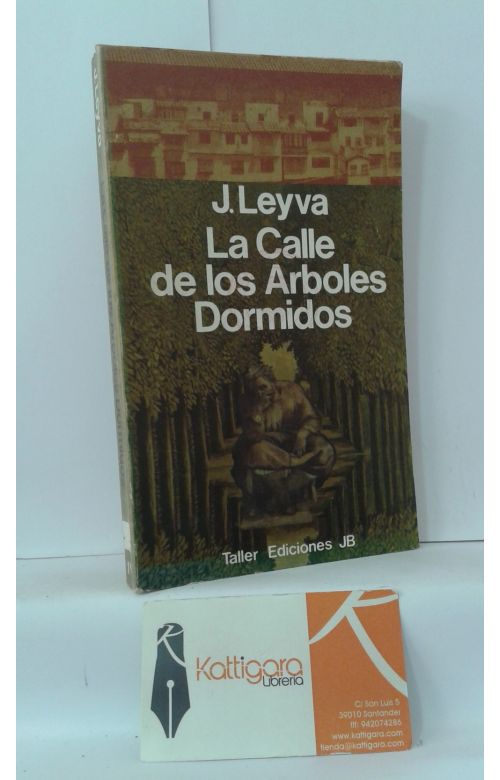 J. Leyva
La Calle
de los Arboles
Dormidos
Taller Ediciones JB
Kattigara
Librería
C/ San Luis 5
39010 Santander
tlf: 942074286
www.kattigara.com
tienda@kattigara.com